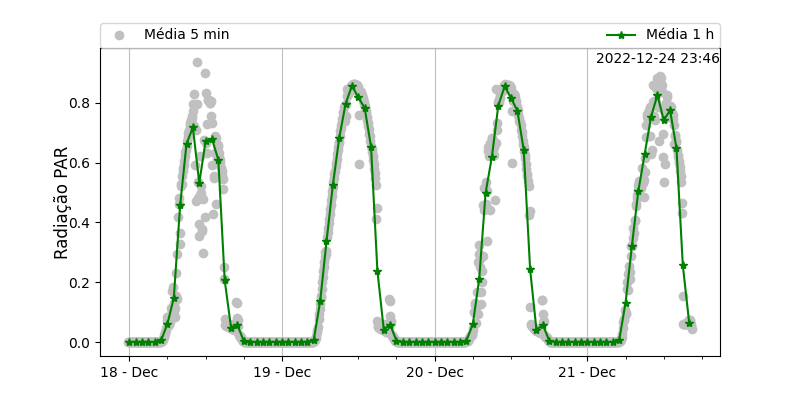 Média 5 min
Média 1 h
2022-12-24 23:46
Radiação PAR
0.8
0.6
0.4
0.2
0.0
18 - Dec
19 - Dec
20 - Dec
21 - Dec